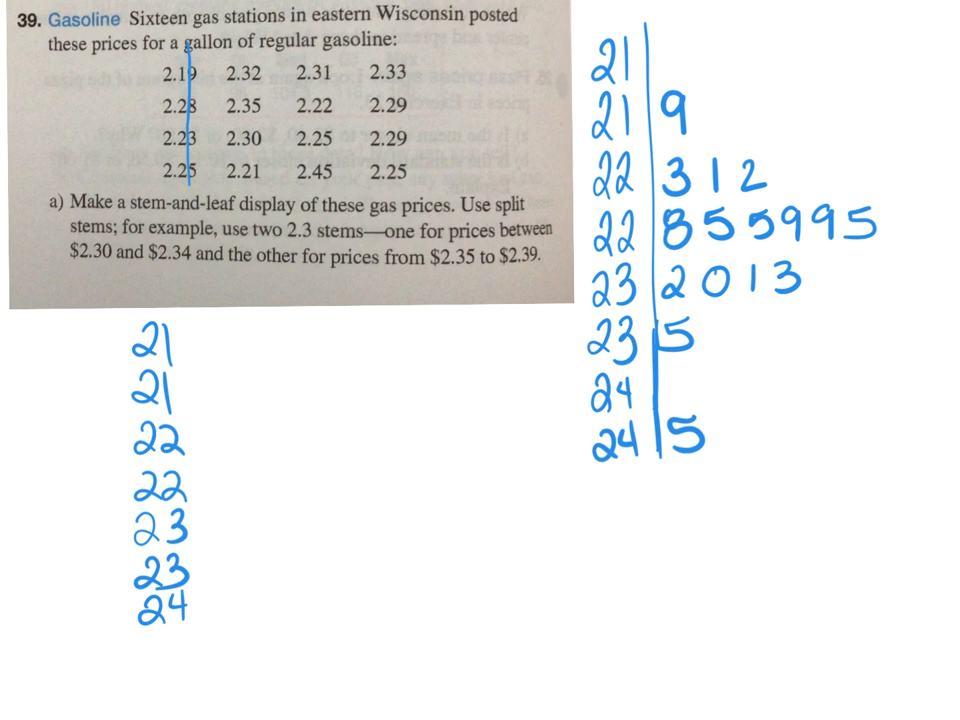 39. Gasoline Sixteen gas stations in eastern Wisconsin posted
these prices for a gallon of regular gasoline:
2.19 2.32 2.31 2.33
2.28 2.35 2.22 2.29
2.23 2.30 2.25 2.29
2.25 2.21 2.45 2.25
a) Make a stem-and-leaf display of these gas prices. Use split
stems; for example, use two 2.3 stems—one for prices between
$2.30 and $2.34 and the other for prices from $2.35 to $2.39.
21
21
22
22
23
23
24
21
21 9
22 3 1 2
22 8 5 5 9 9 5
23 2 0 1 3
23 5
24
24 5